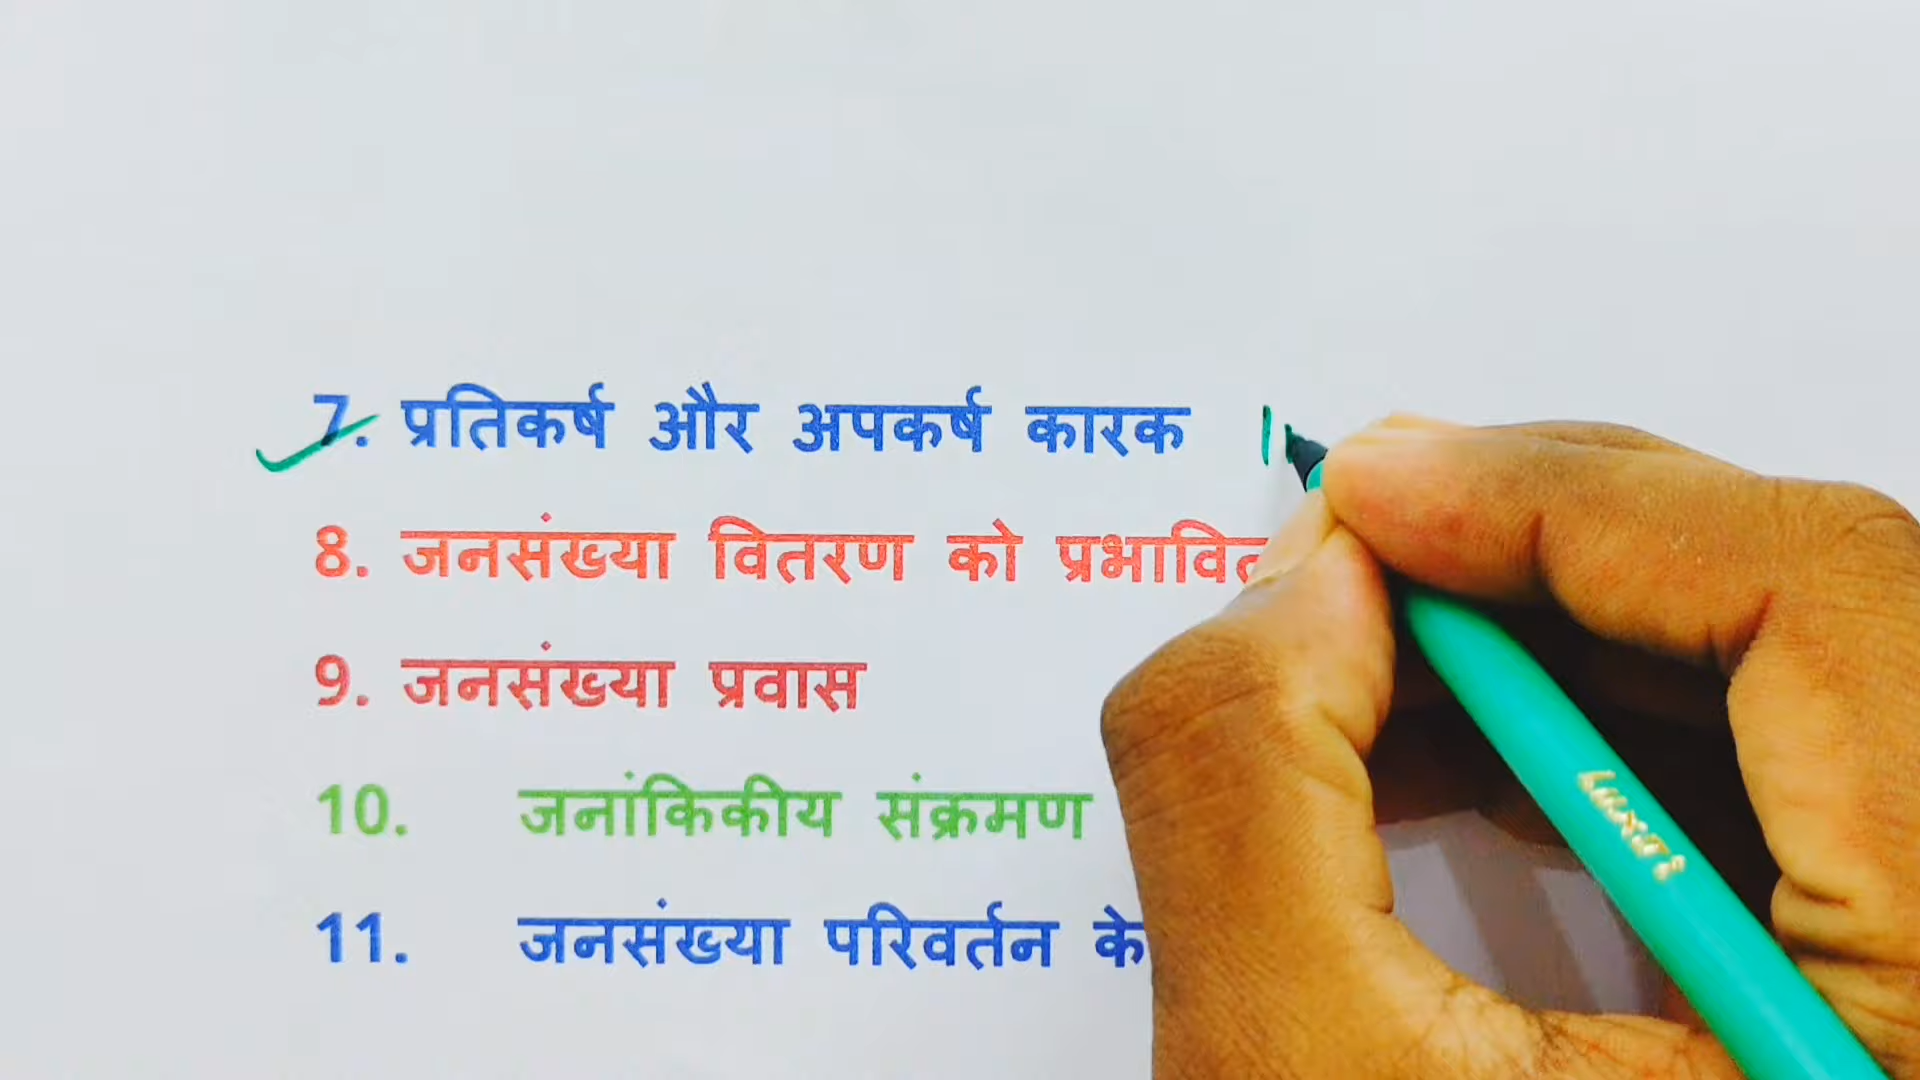 7. प्रतिकर्ष और अपकर्ष कारक
8. जनसंख्या वितरण को प्रभावित
9. जनसंख्या प्रवास
10. जनांकिकीय संक्रमण
11. जनसंख्या परिवर्तन के